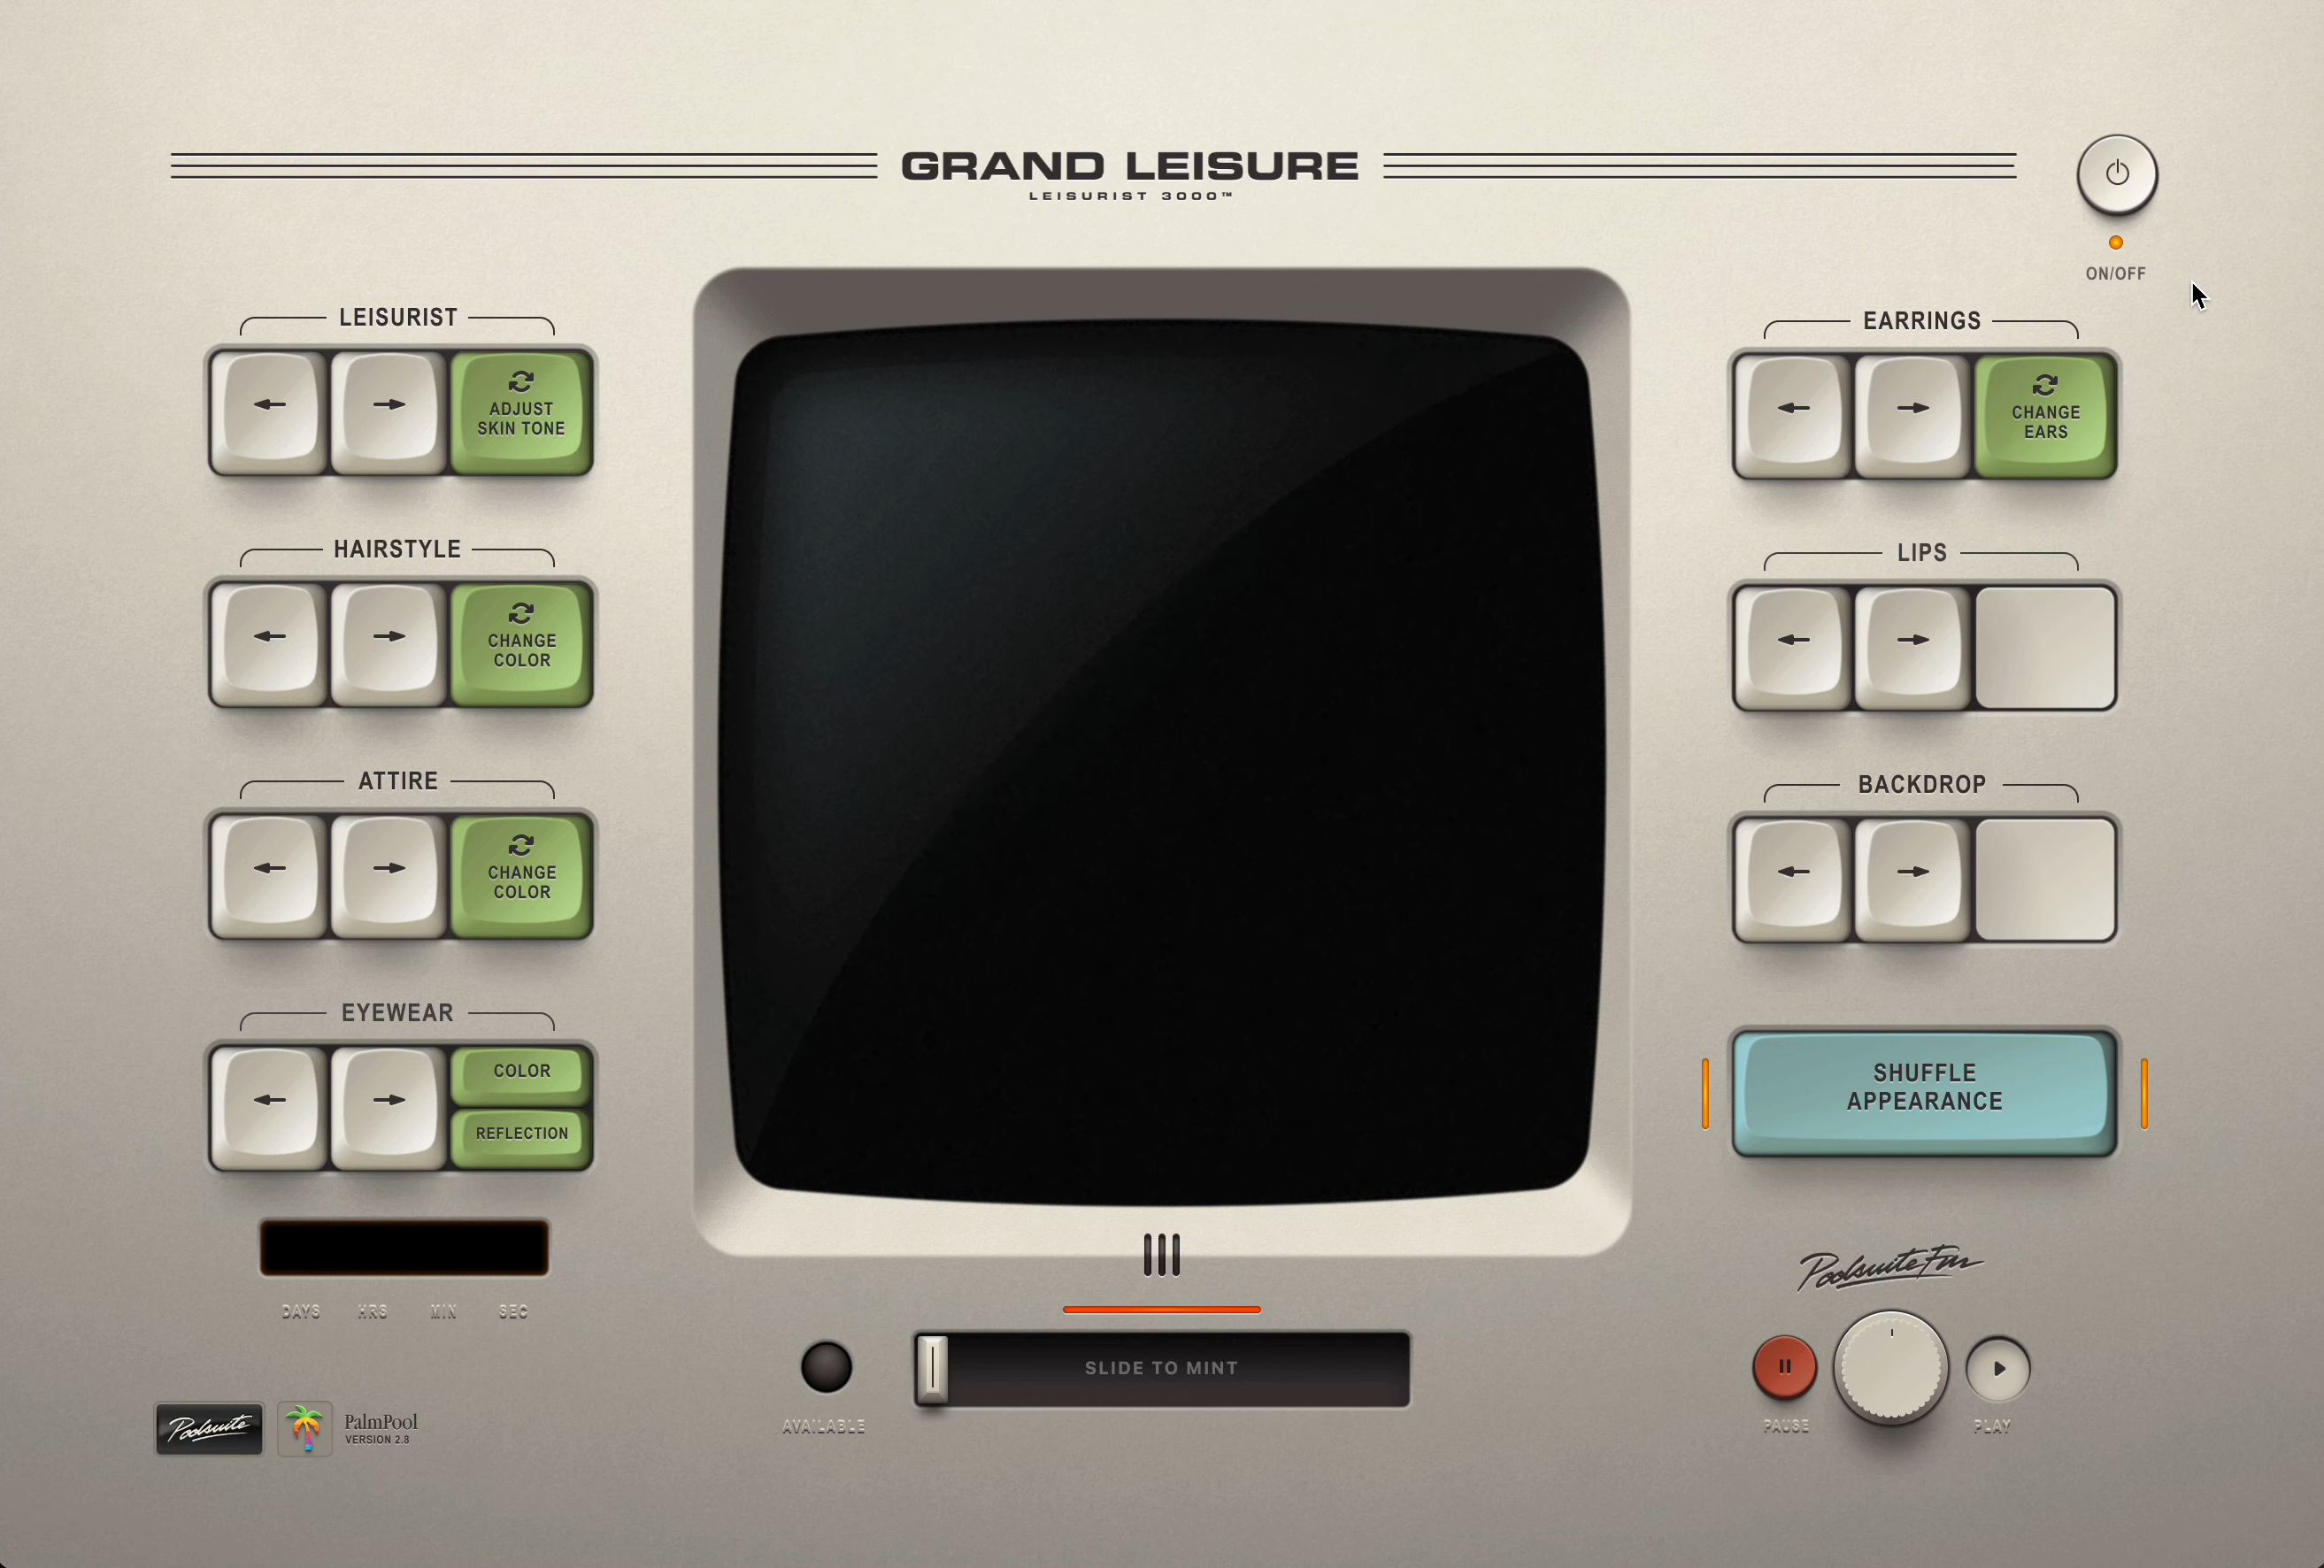 GRAND LEISURE
LEISURIST 3000™
ON/OFF
LEISURIST
ADJUST
SKIN TONE
HAIRSTYLE
CHANGE
COLOR
ATTIRE
CHANGE
COLOR
EYEWEAR
COLOR
REFLECTION
DAYS HRS MIN SEC
Poolsuite
PalmPool
VERSION 2.8
SLIDE TO MINT
AVAILABLE
EARRINGS
CHANGE
EARS
LIPS
BACKDROP
SHUFFLE
APPEARANCE
Poolsuite Fm
PAUSE
PLAY